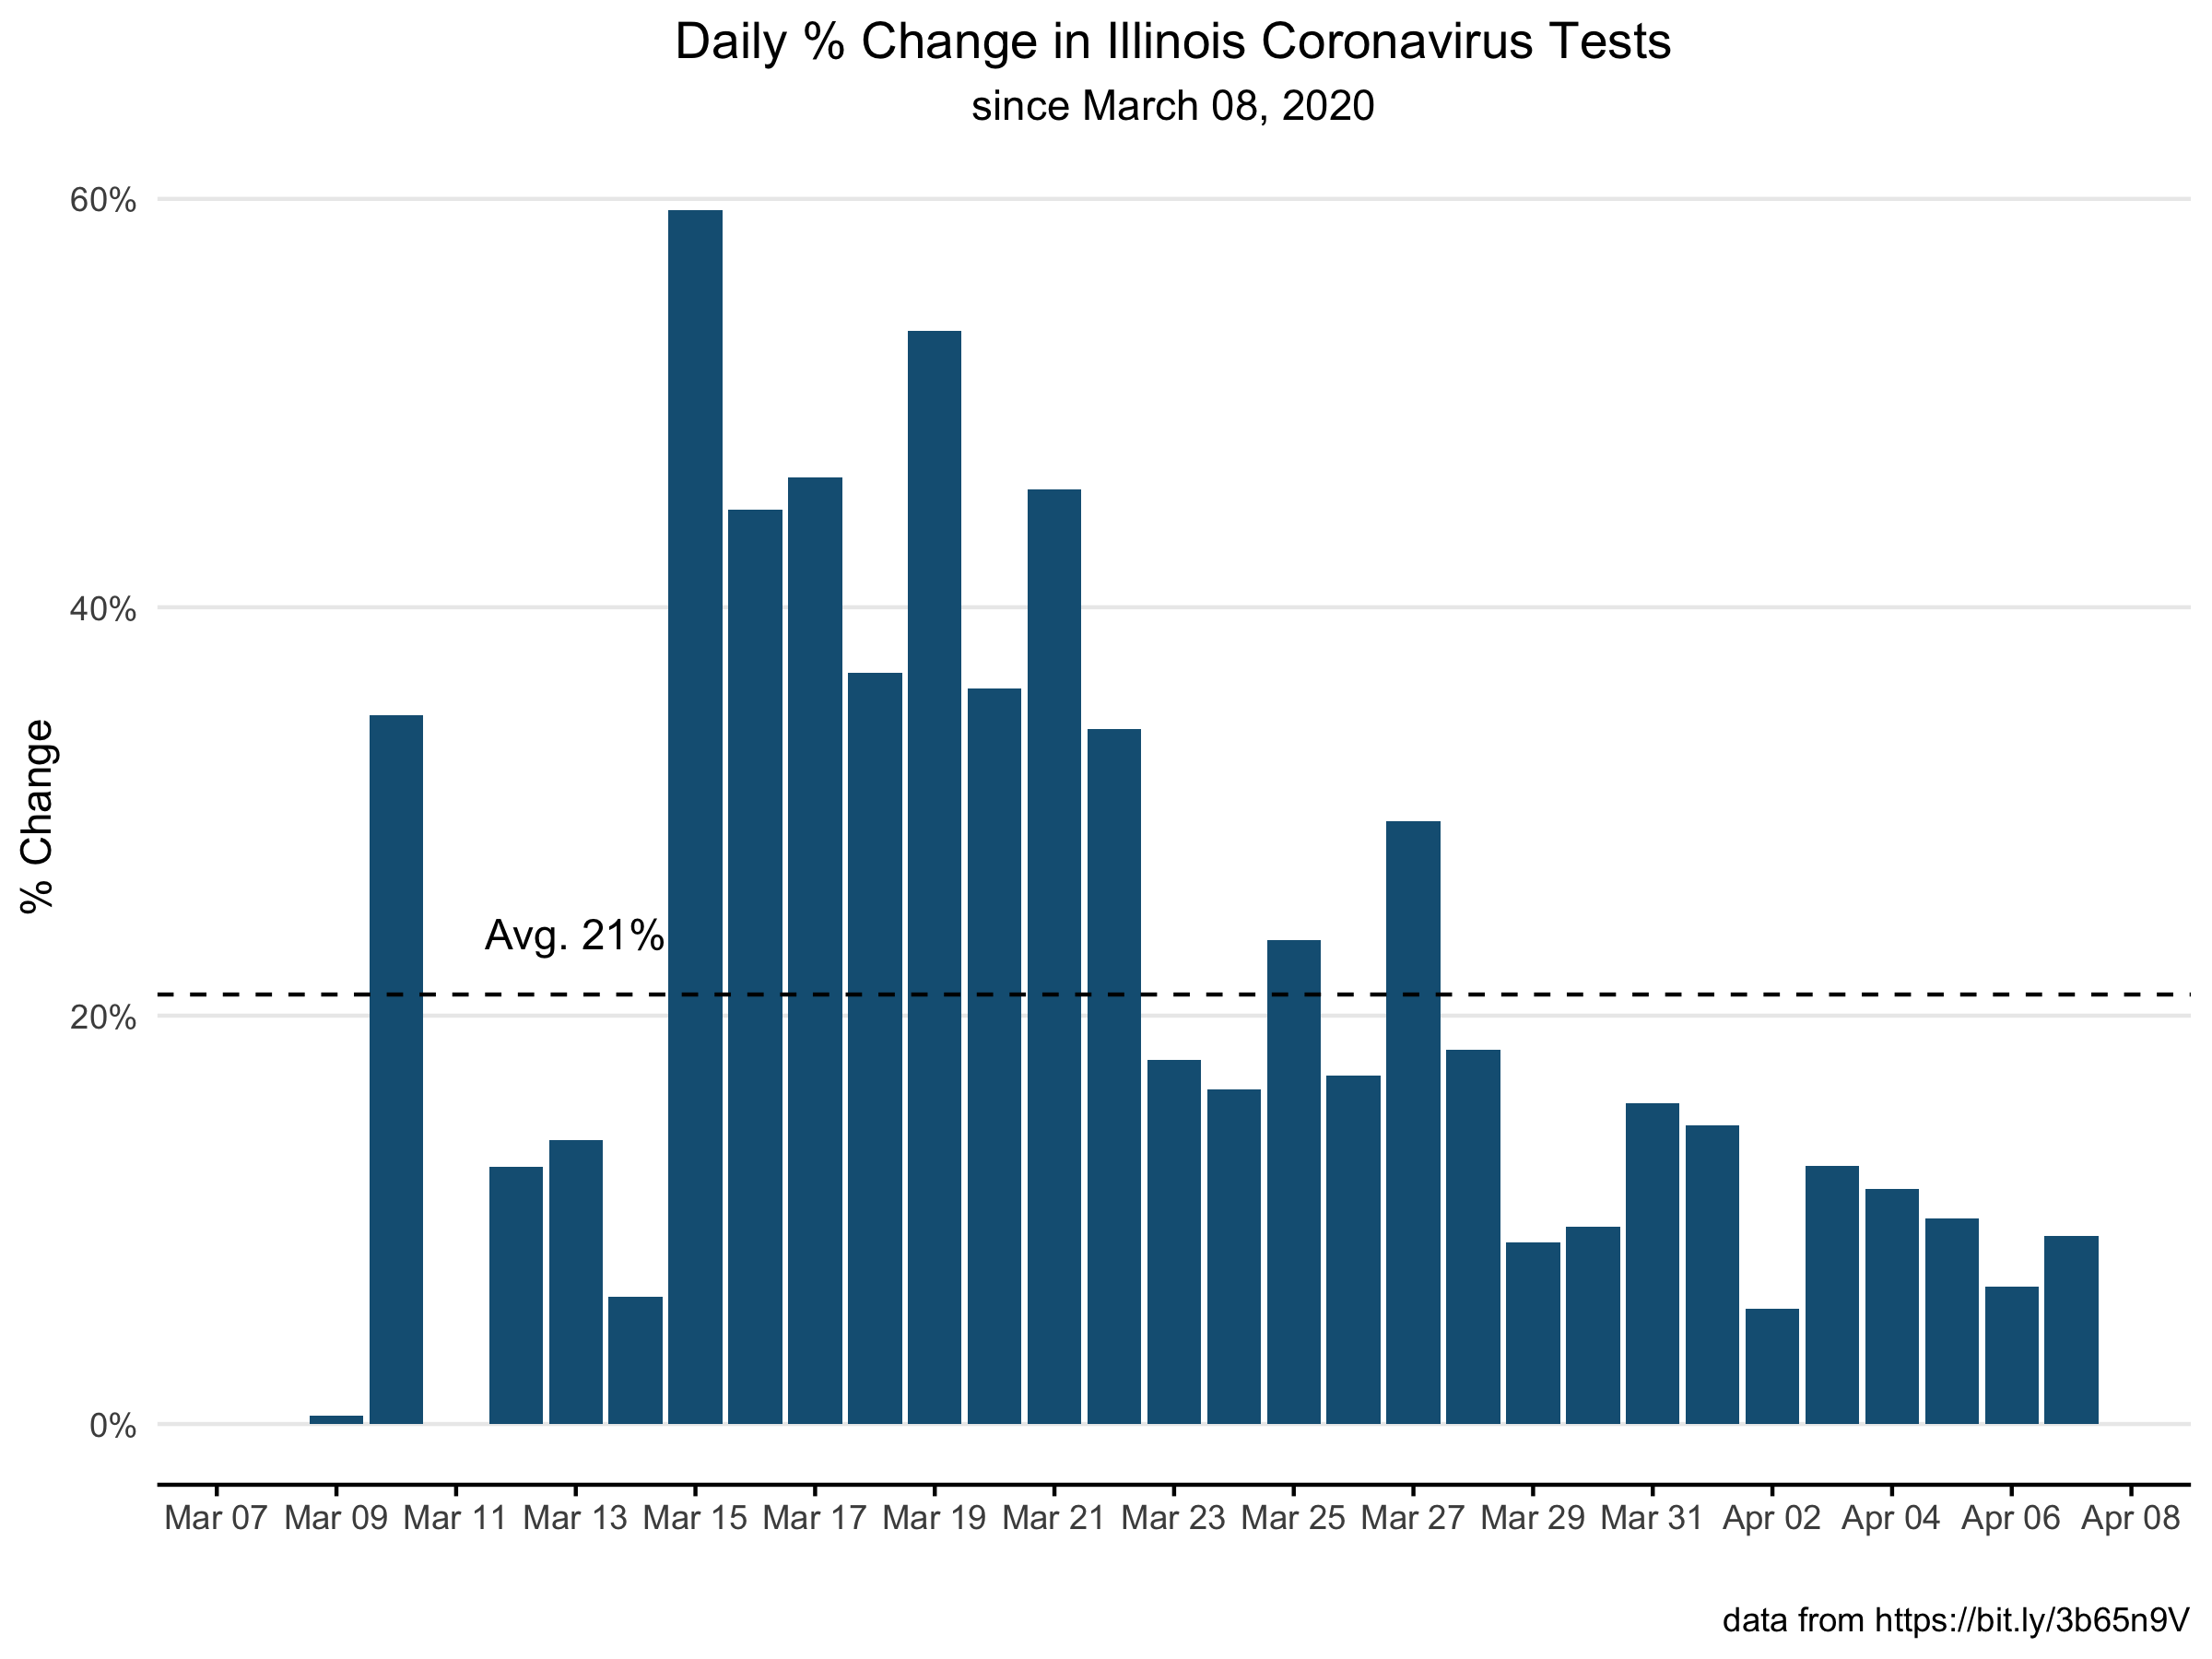 Daily % Change in Illinois Coronavirus Tests
since March 08, 2020
60%
40%
20%
0%
% Change
Avg. 21%
Mar 07 Mar 09 Mar 11 Mar 13 Mar 15 Mar 17 Mar 19 Mar 21 Mar 23 Mar 25 Mar 27 Mar 29 Mar 31 Apr 02 Apr 04 Apr 06 Apr 08
data from https://bit.ly/3b65n9V